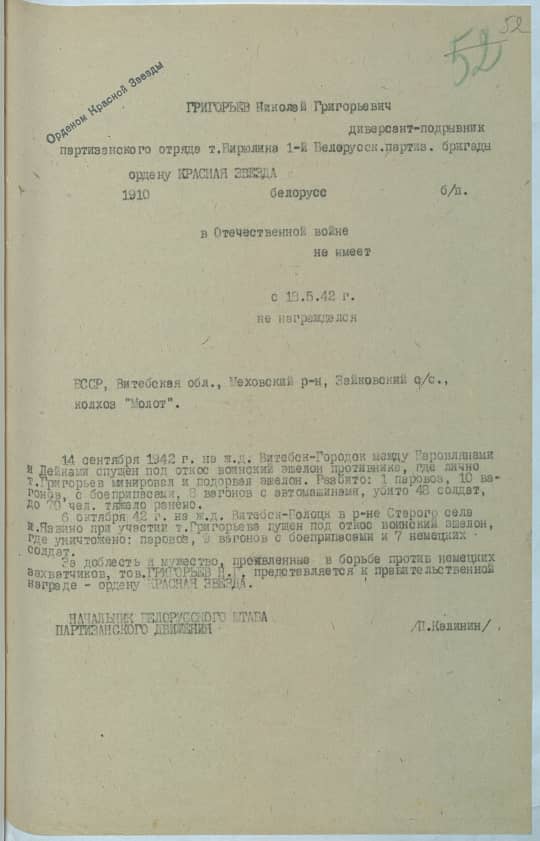 52
52
Орденом Красной Звезды
ГРИГОРЬЕВ Николай Григорьевич
диверсант-подрывник
партизанского отряда т.Бирюлина 1-й Белорусск.партиз. бригады
ордену КРАСНАЯ ЗВЕЗДА
1910 белорусс б/п.
в Отечественной войне
не имеет
с 18.5.42 г.
не награждался
БССР, Витебская обл., Меховский р-н, Зайковский с/с.,
колхоз "Молот".
14 сентября 1942 г. на ж.д. Витебск-Городок между
и Лейками спущен под откос воинский эшелон противника, где лично
т.Григорьев минировал и подорвал эшелон. Разбито: 1 паровоз, 10 ва-
гонов, с боеприпасами, 8 вагонов с автомашинами, убито 48 солдат,
до 70 чел. тяжело ранено.
6 октября 42 г. на ж.д. Витебск-Полоцк в р-не Старого села
и.Язвино при участии т.Григорьева пущен под откос воинский эшелон,
где уничтожено: паровоз, 9 вагонов с боеприпасами и 7 немецких
солдат.
За доблесть и мужество, проявленные в борьбе против немецких
захватчиков, тов.ГРИГОРЬЕВ Н.Г. представляется к правительственной
награде - ордену КРАСНАЯ ЗВЕЗДА.
НАЧАЛЬНИК БЕЛОРУССКОГО ШТАБА
ПАРТИЗАНСКОГО ДВИЖЕНИЯ /П.Калинин/